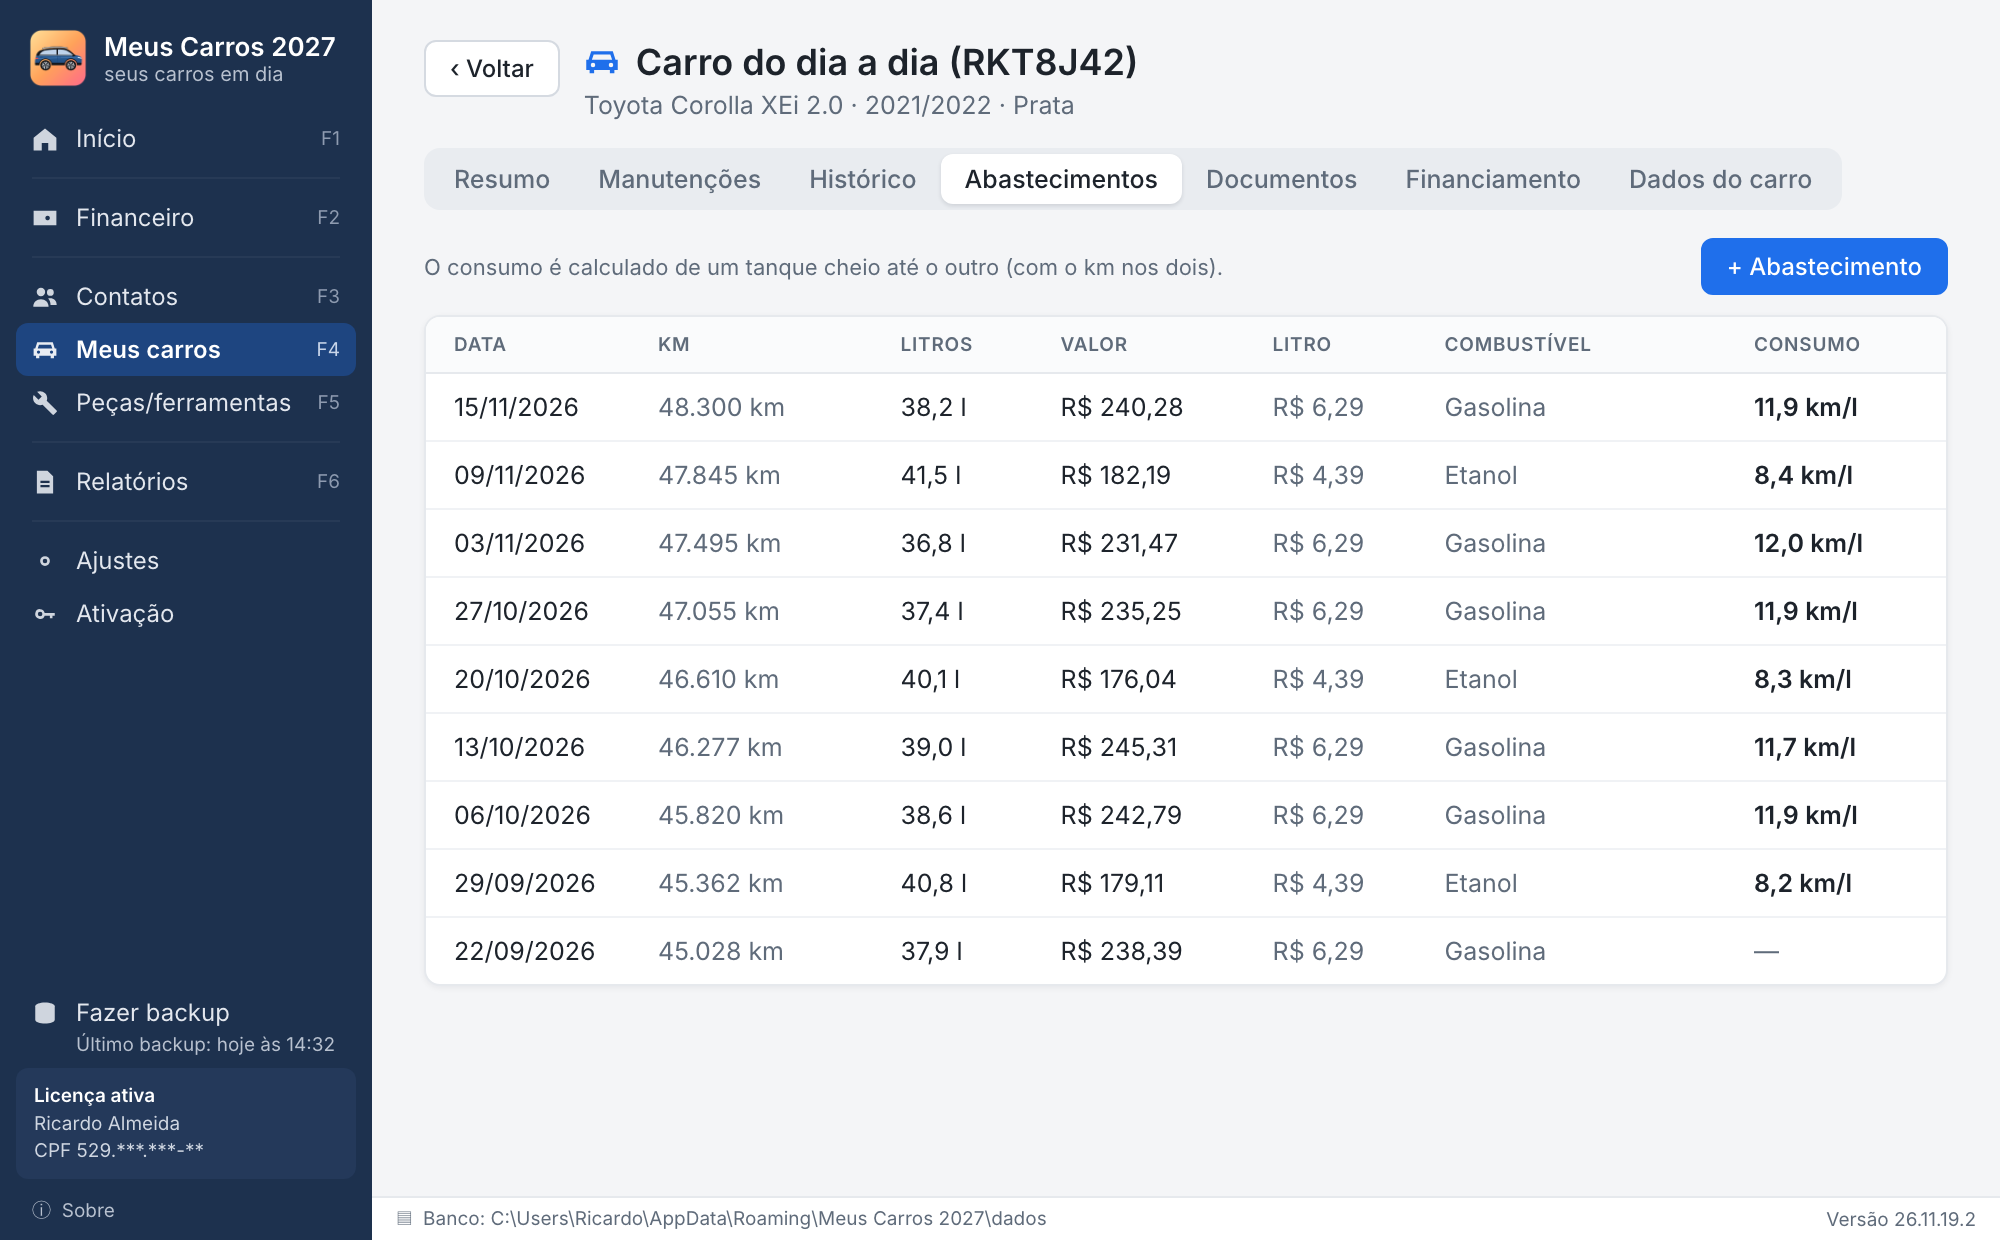 Meus Carros 2027
seus carros em dia
Início F1
Financeiro F2
Contatos F3
Meus carros F4
Peças/ferramentas F5
Relatórios F6
Ajustes
Ativação
Fazer backup
Último backup: hoje às 14:32
Licença ativa
Ricardo Almeida
CPF 529.***.***-**
Sobre
‹ Voltar
Carro do dia a dia (RKT8J42)
Toyota Corolla XEi 2.0 · 2021/2022 · Prata
Resumo Manutenções Histórico Abastecimentos Documentos Financiamento Dados do carro
O consumo é calculado de um tanque cheio até o outro (com o km nos dois).
+ Abastecimento
DATA KM LITROS VALOR LITRO COMBUSTÍVEL CONSUMO
15/11/2026 48.300 km 38,2 l R$ 240,28 R$ 6,29 Gasolina 11,9 km/l
09/11/2026 47.845 km 41,5 l R$ 182,19 R$ 4,39 Etanol 8,4 km/l
03/11/2026 47.495 km 36,8 l R$ 231,47 R$ 6,29 Gasolina 12,0 km/l
27/10/2026 47.055 km 37,4 l R$ 235,25 R$ 6,29 Gasolina 11,9 km/l
20/10/2026 46.610 km 40,1 l R$ 176,04 R$ 4,39 Etanol 8,3 km/l
13/10/2026 46.277 km 39,0 l R$ 245,31 R$ 6,29 Gasolina 11,7 km/l
06/10/2026 45.820 km 38,6 l R$ 242,79 R$ 6,29 Gasolina 11,9 km/l
29/09/2026 45.362 km 40,8 l R$ 179,11 R$ 4,39 Etanol 8,2 km/l
22/09/2026 45.028 km 37,9 l R$ 238,39 R$ 6,29 Gasolina —
Banco: C:\Users\Ricardo\AppData\Roaming\Meus Carros 2027\dados
Versão 26.11.19.2